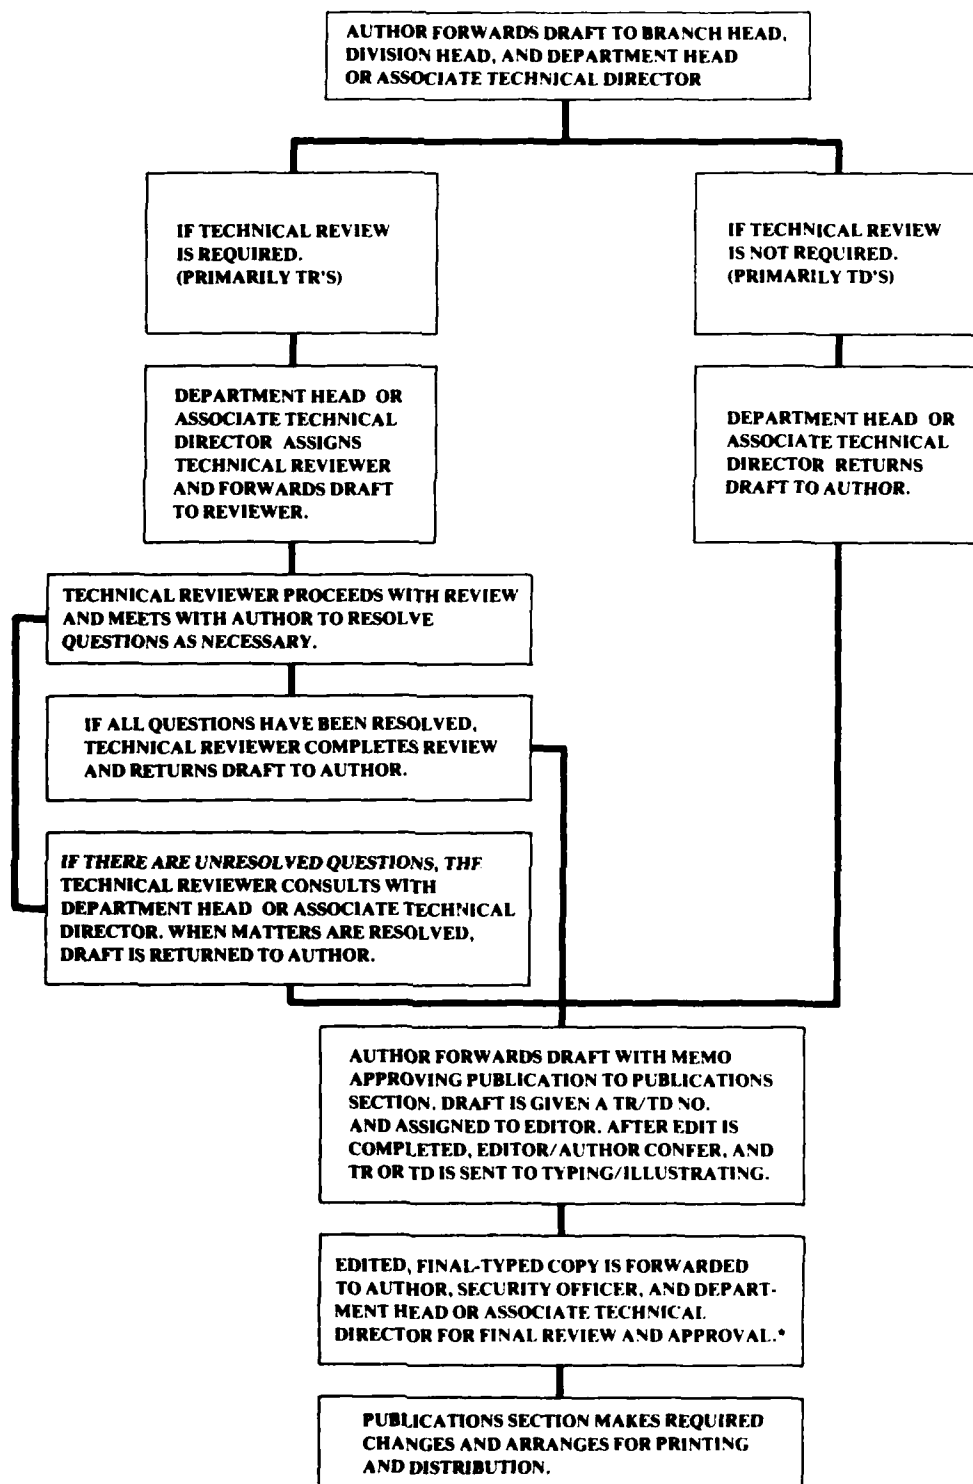 AUTHOR FORWARDS DRAFT TO BRANCH HEAD,
DIVISION HEAD, AND DEPARTMENT HEAD
OR ASSOCIATE TECHNICAL DIRECTOR
IF TECHNICAL REVIEW
IS REQUIRED.
(PRIMARILY TR'S)
IF TECHNICAL REVIEW
IS NOT REQUIRED.
(PRIMARILY TD'S)
DEPARTMENT HEAD OR
ASSOCIATE TECHNICAL
DIRECTOR ASSIGNS
TECHNICAL REVIEWER
AND FORWARDS DRAFT
TO REVIEWER.
DEPARTMENT HEAD OR
ASSOCIATE TECHNICAL
DIRECTOR RETURNS
DRAFT TO AUTHOR.
TECHNICAL REVIEWER PROCEEDS WITH REVIEW
AND MEETS WITH AUTHOR TO RESOLVE
QUESTIONS AS NECESSARY.
IF ALL QUESTIONS HAVE BEEN RESOLVED,
TECHNICAL REVIEWER COMPLETES REVIEW
AND RETURNS DRAFT TO AUTHOR.
IF THERE ARE UNRESOLVED QUESTIONS, THE
TECHNICAL REVIEWER CONSULTS WITH
DEPARTMENT HEAD OR ASSOCIATE TECHNICAL
DIRECTOR. WHEN MATTERS ARE RESOLVED,
DRAFT IS RETURNED TO AUTHOR.
AUTHOR FORWARDS DRAFT WITH MEMO
APPROVING PUBLICATION TO PUBLICATIONS
SECTION. DRAFT IS GIVEN A TR/TD NO.
AND ASSIGNED TO EDITOR. AFTER EDIT IS
COMPLETED, EDITOR/AUTHOR CONFER, AND
TR OR TD IS SENT TO TYPING/ILLUSTRATING.
EDITED, FINAL-TYPED COPY IS FORWARDED
TO AUTHOR, SECURITY OFFICER, AND DEPART-
MENT HEAD OR ASSOCIATE TECHNICAL
DIRECTOR FOR FINAL REVIEW AND APPROVAL.*
PUBLICATIONS SECTION MAKES REQUIRED
CHANGES AND ARRANGES FOR PRINTING
AND DISTRIBUTION.